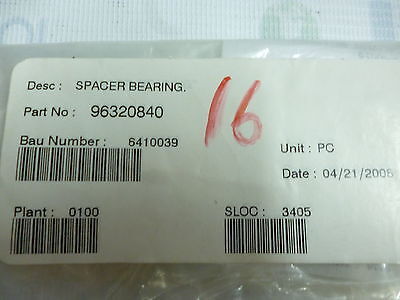 Desc : SPACER BEARING.
Part No : 96320840
16
Bau Number : 6410039
Unit : PC
Date : 04/21/2008
Plant : 0100
SLOC : 3405